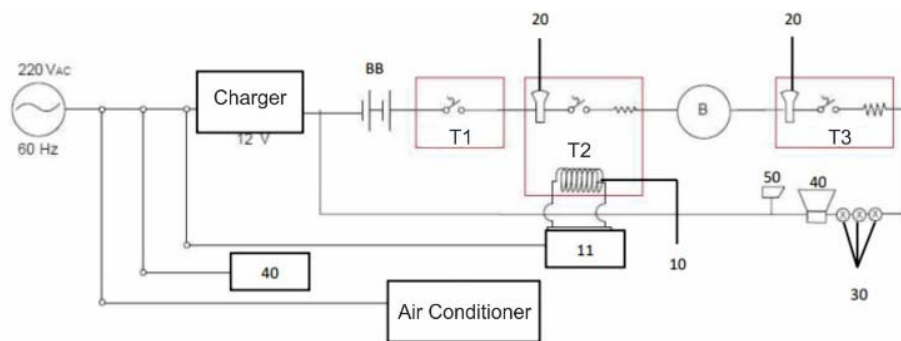 20
20
220 VAC
BB
Charger
B
T1
T2
T3
60 Hz
12 V
50
40
11
10
40
30
Air Conditioner